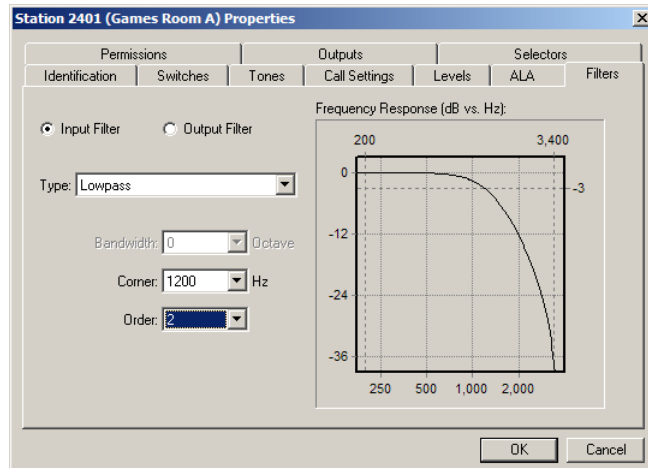 Station 2401 (Games Room A) Properties
Permissions Outputs Selectors
Identification Switches Tones Call Settings Levels ALA Filters
Input Filter Output Filter
Type: Lowpass
Bandwidth: 0 Octave
Corner: 1200 Hz
Order: 2
Frequency Response (dB vs. Hz):
200 3,400
0
-3
-12
-24
-36
250 500 1,000 2,000
OK Cancel